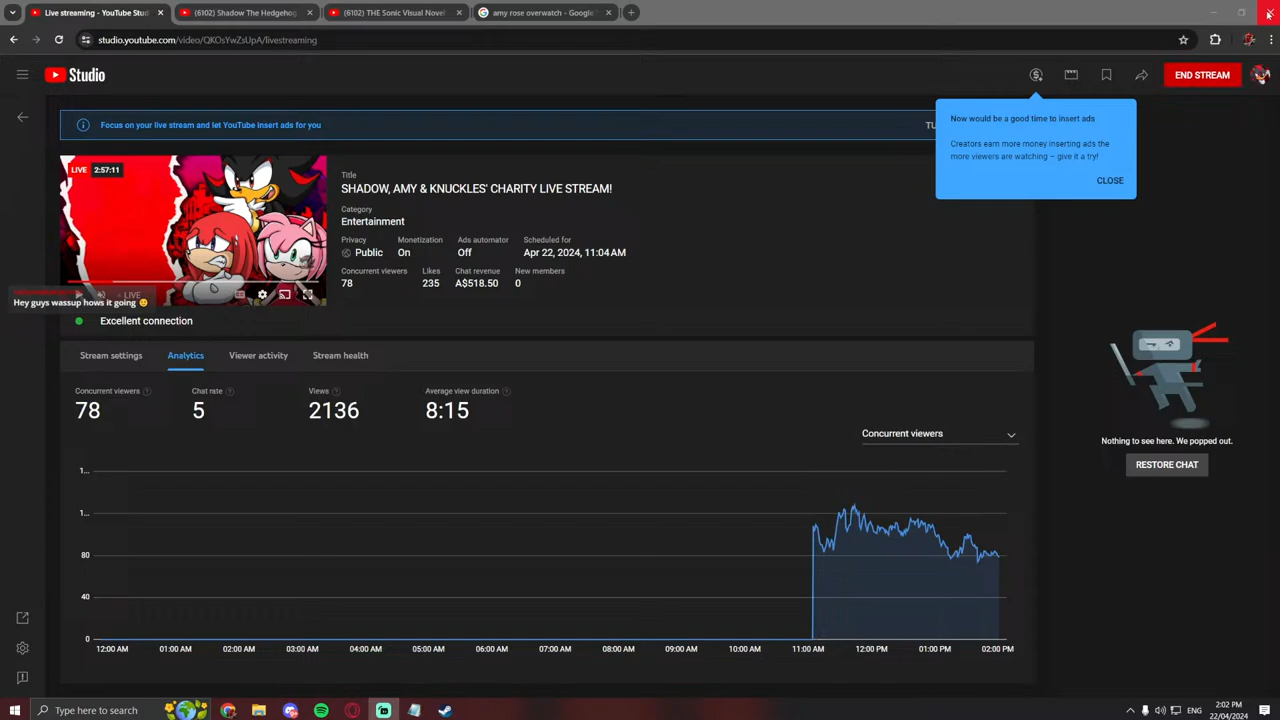 Live streaming - YouTube Stud
(6102) Shadow The Hedgehog
(6102) THE Sonic Visual Novel
amy rose overwatch - Google
studio.youtube.com/video/QKOsYwZsUpA/livestreaming
Studio
END STREAM
Focus on your live stream and let YouTube insert ads for you
TU
Now would be a good time to insert ads
Creators earn more money inserting ads the
more viewers are watching – give it a try!
CLOSE
LIVE 2:57:11
Title
SHADOW, AMY & KNUCKLES' CHARITY LIVE STREAM!
Category
Entertainment
Privacy Monetization Ads automator Scheduled for
Public On Off Apr 22, 2024, 11:04 AM
Concurrent viewers Likes Chat revenue New members
78 235 A$518.50 0
LIVE
Hey guys wassup hows it going
Excellent connection
Stream settings Analytics Viewer activity Stream health
Concurrent viewers Chat rate Views Average view duration
78 5 2136 8:15
Concurrent viewers
1...
1...
80
40
0
12:00 AM 01:00 AM 02:00 AM 03:00 AM 04:00 AM 05:00 AM 06:00 AM 07:00 AM 08:00 AM 09:00 AM 10:00 AM 11:00 AM 12:00 PM 01:00 PM 02:00 PM
Nothing to see here. We popped out.
RESTORE CHAT
Type here to search
ENG
2:02 PM
22/04/2024